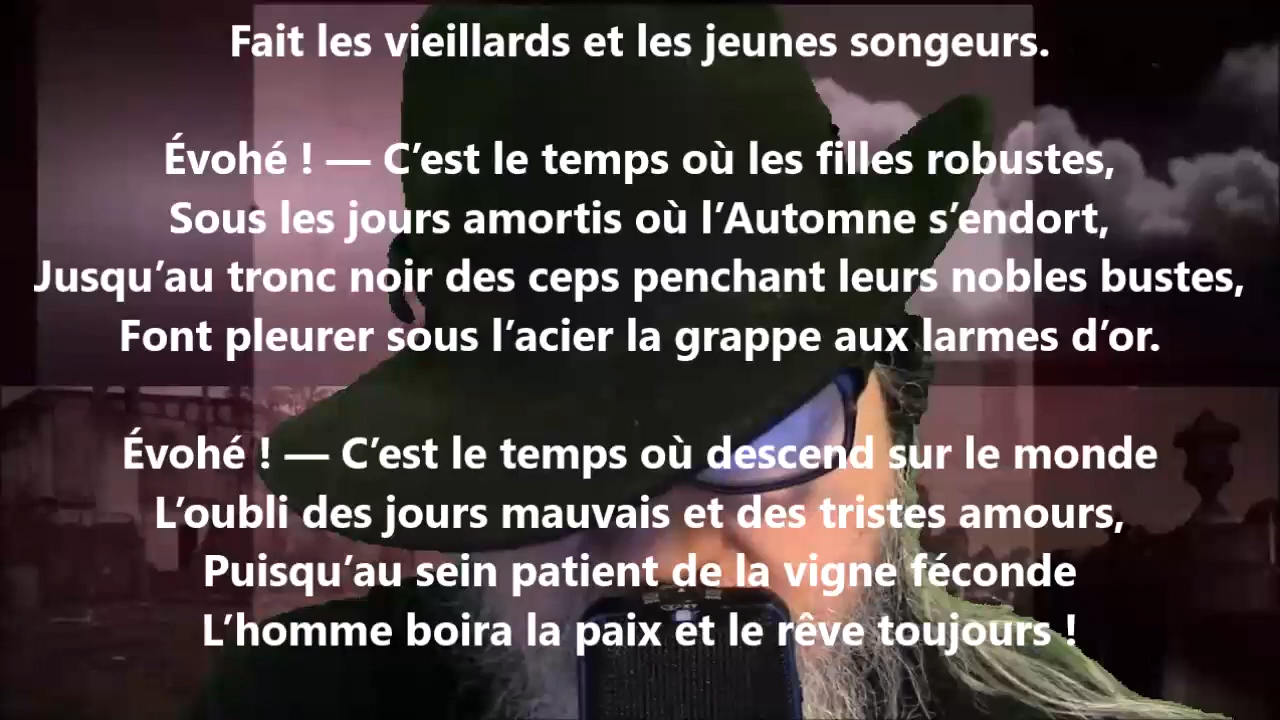 Fait les vieillards et les jeunes songeurs.
Évohé ! — C’est le temps où les filles robustes,
Sous les jours amortis où l’Automne s’endort,
Jusqu’au tronc noir des ceps penchant leurs nobles bustes,
Font pleurer sous l’acier la grappe aux larmes d’or.
Évohé ! — C’est le temps où descend sur le monde
L’oubli des jours mauvais et des tristes amours,
Puisqu’au sein patient de la vigne féconde
L’homme boira la paix et le rêve toujours !